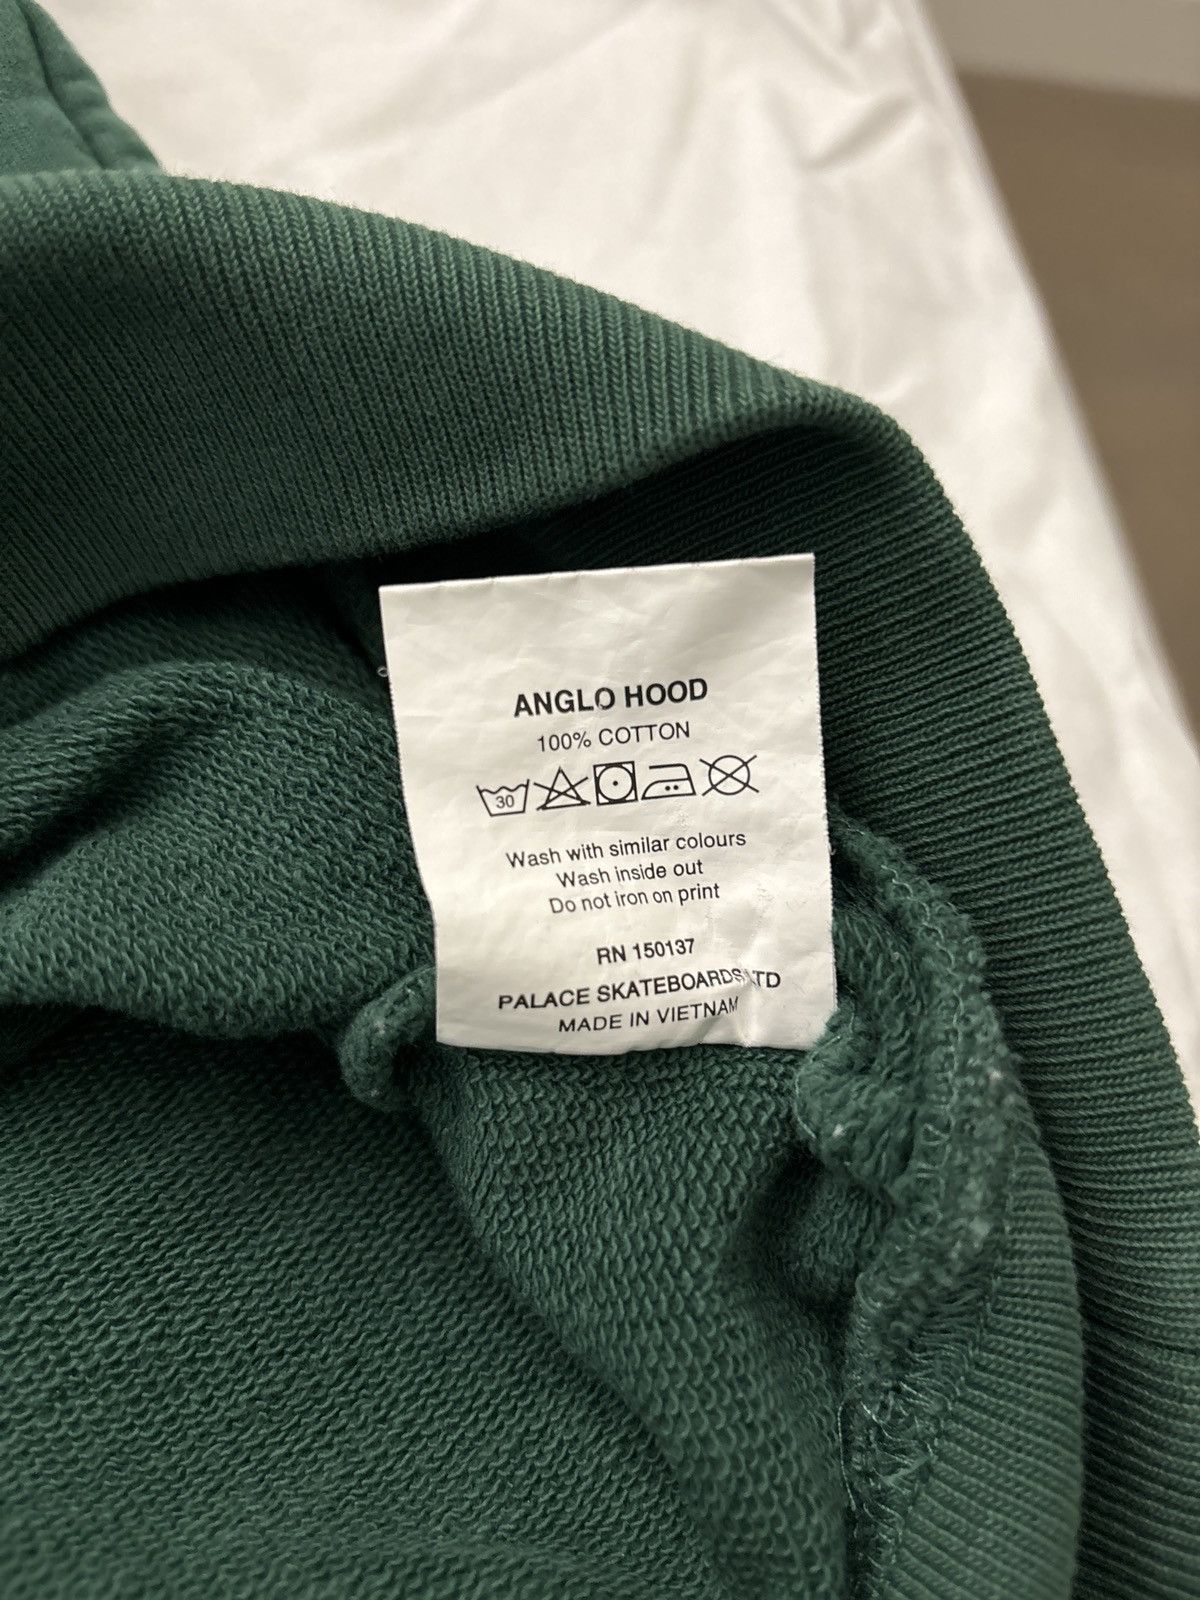 ANGLO HOOD
100% COTTON
30
Wash with similar colours
Wash inside out
Do not iron on print
RN 150137
PALACE SKATEBOARDS LTD
MADE IN VIETNAM